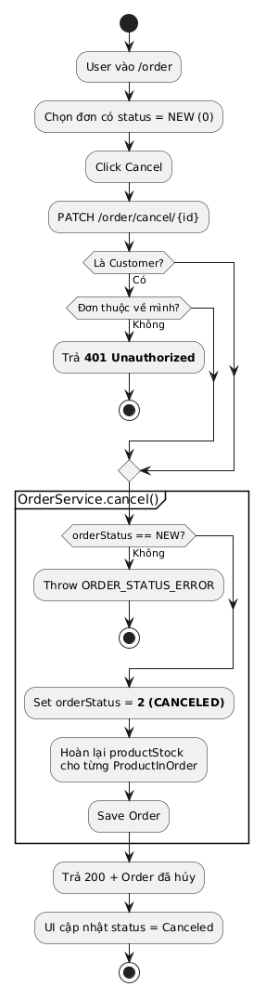 User vào /order
Chọn đơn có status = NEW (0)
Click Cancel
PATCH /order/cancel/{id}
Là Customer?
Có
Đơn thuộc về mình?
Không
Trả 401 Unauthorized
OrderService.cancel()
orderStatus == NEW?
Không
Throw ORDER_STATUS_ERROR
Set orderStatus = 2 (CANCELED)
Hoàn lại productStock
cho từng ProductInOrder
Save Order
Trả 200 + Order đã hủy
UI cập nhật status = Canceled